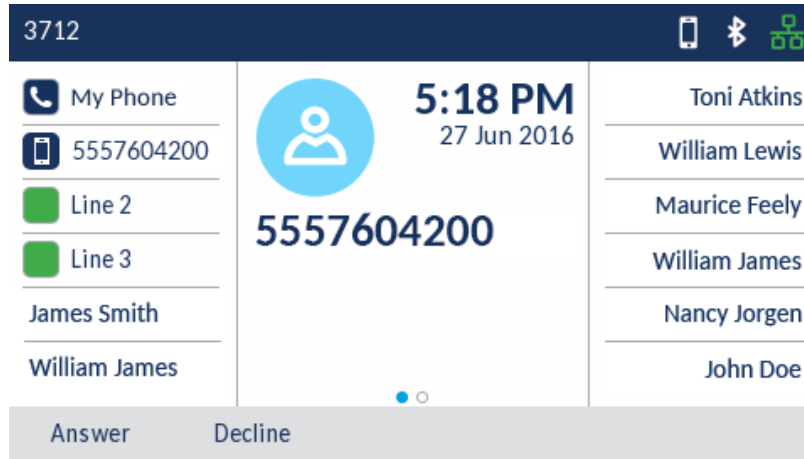 3712
My Phone
5557604200
Line 2
Line 3
James Smith
William James
5:18 PM
27 Jun 2016
5557604200
Toni Atkins
William Lewis
Maurice Feely
William James
Nancy Jorgen
John Doe
Answer
Decline